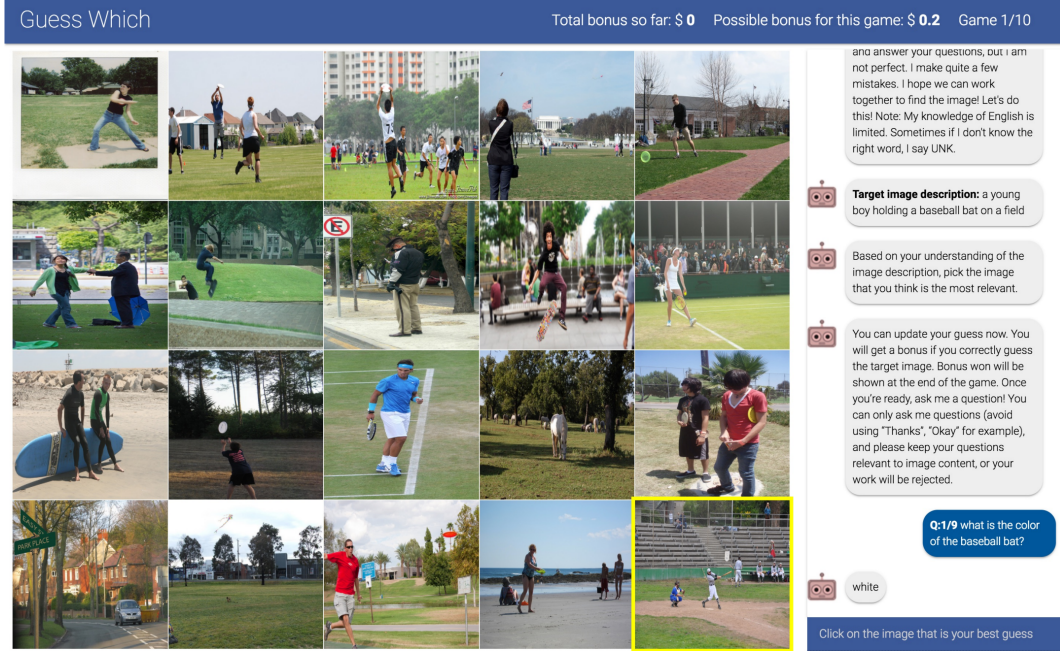 Guess Which
Total bonus so far: $ 0 Possible bonus for this game: $ 0.2 Game 1/10
and answer your questions, but I am
not perfect. I make quite a few
mistakes. I hope we can work
together to find the image! Let's do
this! Note: My knowledge of English is
limited. Sometimes if I don't know the
right word, I say UNK.
Target image description: a young
boy holding a baseball bat on a field
Based on your understanding of the
image description, pick the image
that you think is the most relevant.
You can update your guess now. You
will get a bonus if you correctly guess
the target image. Bonus won will be
shown at the end of the game. Once
you're ready, ask me a question! You
can only ask me questions (avoid
using "Thanks", "Okay" for example),
and please keep your questions
relevant to image content, or your
work will be rejected.
Q:1/9 what is the color
of the baseball bat?
white
Click on the image that is your best guess
E
PARK PLACE